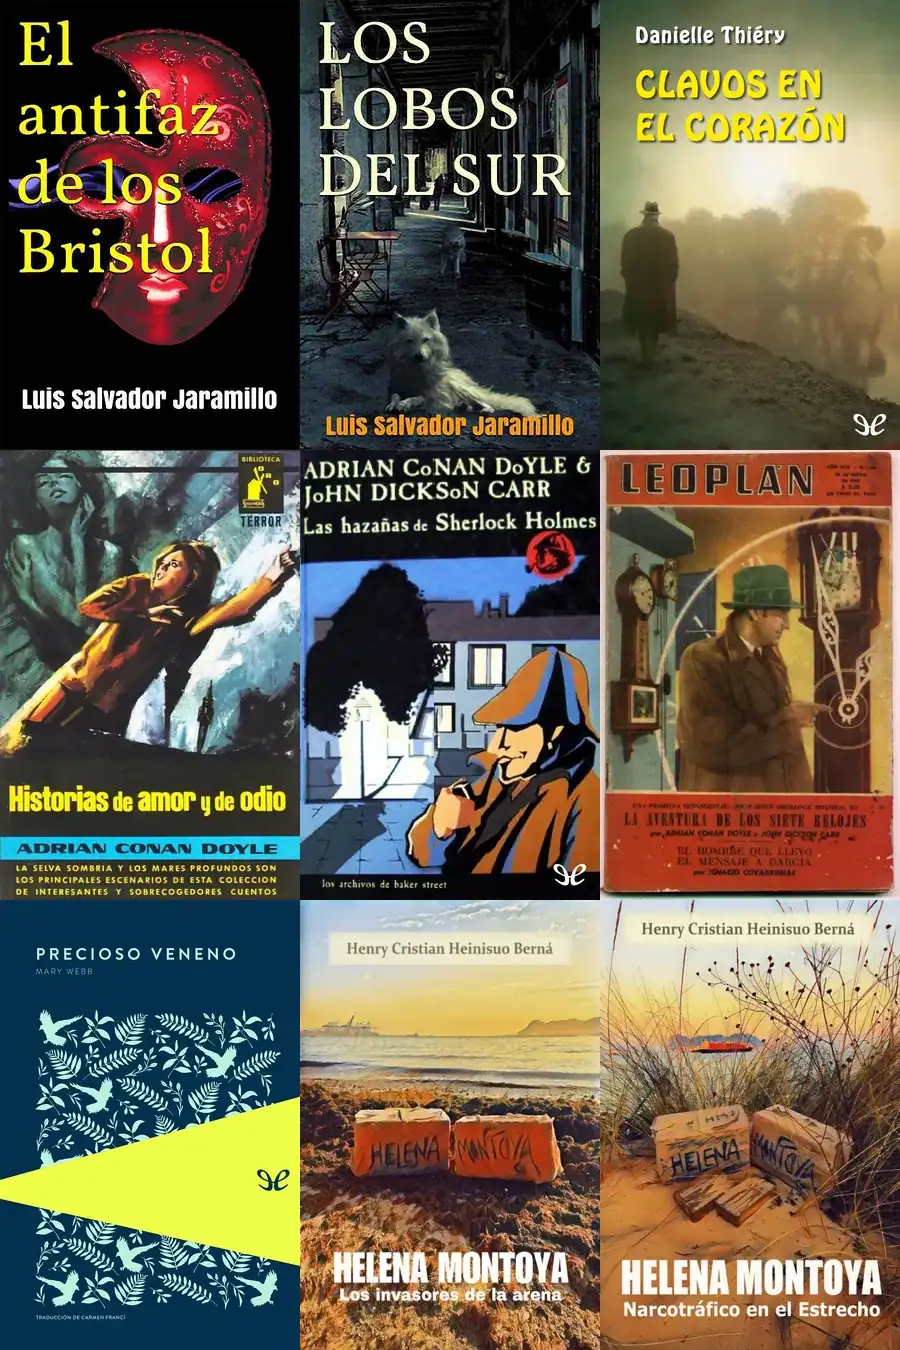 El
antifaz
de los
Bristol
Luis Salvador Jaramillo
LOS
LOBOS
DEL SUR
Luis Salvador Jaramillo
Danielle Thiéry
CLAVOS EN
EL CORAZÓN
BIBLIOTECA
ORO
TERROR
Historias de amor y de odio
ADRIAN CONAN DOYLE
LA SELVA SOMBRIA Y LOS MARES PROFUNDOS SON
LOS PRINCIPALES ESCENARIOS DE ESTA COLECCION
DE INTERESANTES Y SOBRECOGEDORES CUENTOS
ADRIAN CoNAN DoYLE &
JoHN DICKSoN CARR
Las hazañas de Sherlock Holmes
los archivos de baker street
LEOPLÁN
LA AVENTURA DE LOS SIETE RELOJES
por ADRIAN CONAN DOYLE y JOHN DICKSON CARR
EL HOMBRE QUE LLEVO
EL MENSAJE A GARCIA
por IGNACIO COVARRUBIAS
PRECIOSO VENENO
MARY WEBB
TRADUCCIÓN DE CARMEN FRANCÍ
Henry Cristian Heinisuo Berná
HELENA
MONTOYA
HELENA MONTOYA
Los invasores de la arena
Henry Cristian Heinisuo Berná
HELENA
MONTOYA
HELENA MONTOYA
Narcotráfico en el Estrecho